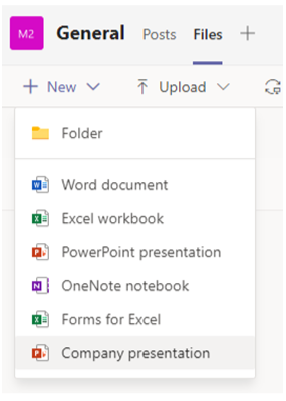 M2 General Posts Files
New Upload
Folder
Word document
Excel workbook
PowerPoint presentation
OneNote notebook
Forms for Excel
Company presentation